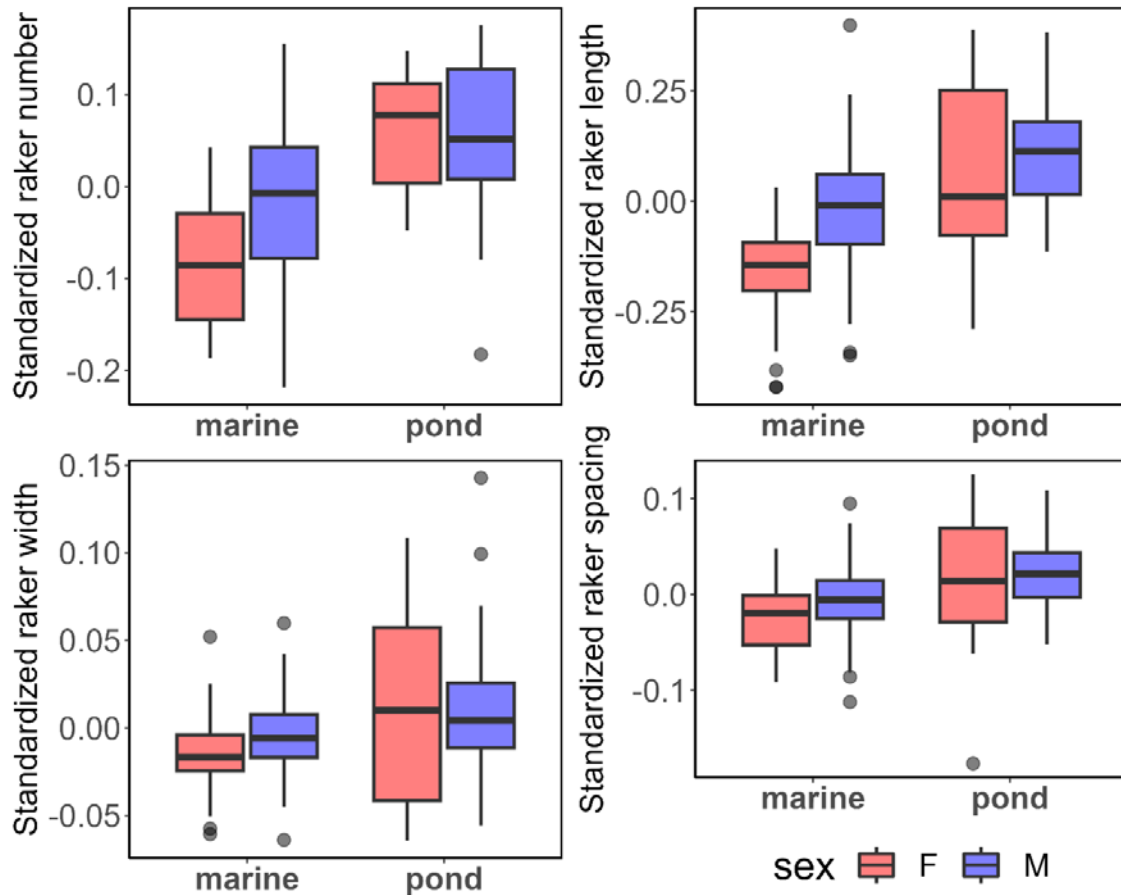 Standardized raker number
0.1
0.0
-0.1
-0.2
marine pond
Standardized raker length
0.25
0.00
-0.25
marine pond
Standardized raker width
0.15
0.10
0.05
0.00
-0.05
marine pond
Standardized raker spacing
0.1
0.0
-0.1
marine pond
sex F M